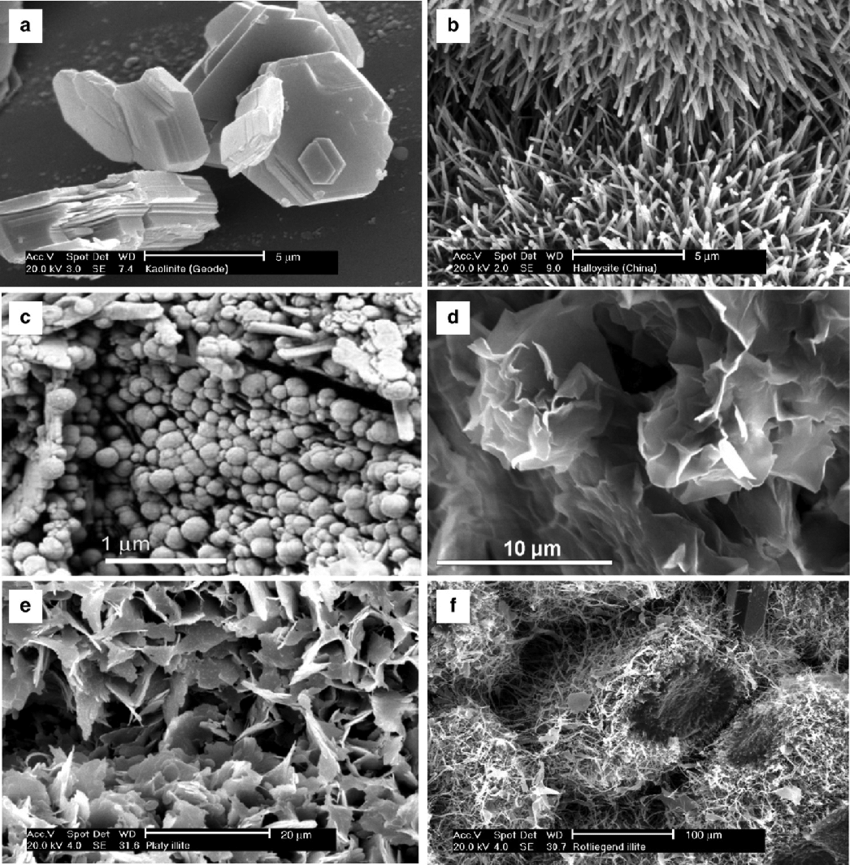 a
Acc.V Spot Det WD 5 µm
20.0 kV 3.0 SE 7.4 Kaolinite (Geode)
b
Acc.V Spot Det WD 5 µm
20.0 kV 2.0 SE 9.0 Halloysite (China)
c
1 µm
d
10 µm
e
Acc.V Spot Det WD 20 µm
20.0 kV 4.0 SE 31.6 Platy illite
f
Acc.V Spot Det WD 100 µm
20.0 kV 4.0 SE 30.7 Rotliegend illite